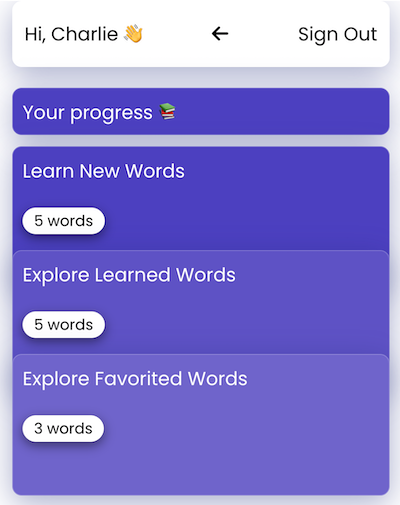 Hi, Charlie 👋 ← Sign Out
Your progress 📚
Learn New Words
5 words
Explore Learned Words
5 words
Explore Favorited Words
3 words